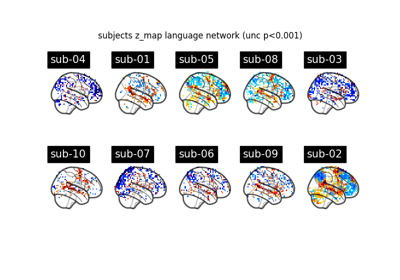 subjects z_map language network (unc p<0.001)
sub-04 sub-01 sub-05 sub-08 sub-03
sub-10 sub-07 sub-06 sub-09 sub-02